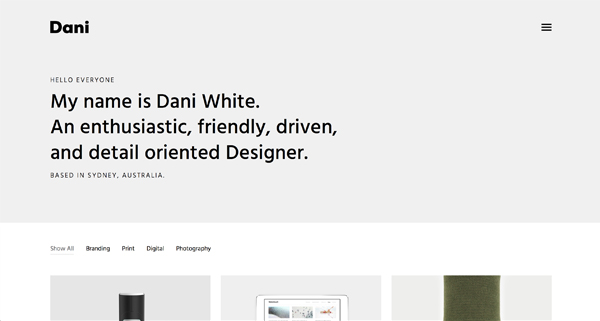 Dani
HELLO EVERYONE
My name is Dani White.
An enthusiastic, friendly, driven,
and detail oriented Designer.
BASED IN SYDNEY, AUSTRALIA.
Show All Branding Print Digital Photography